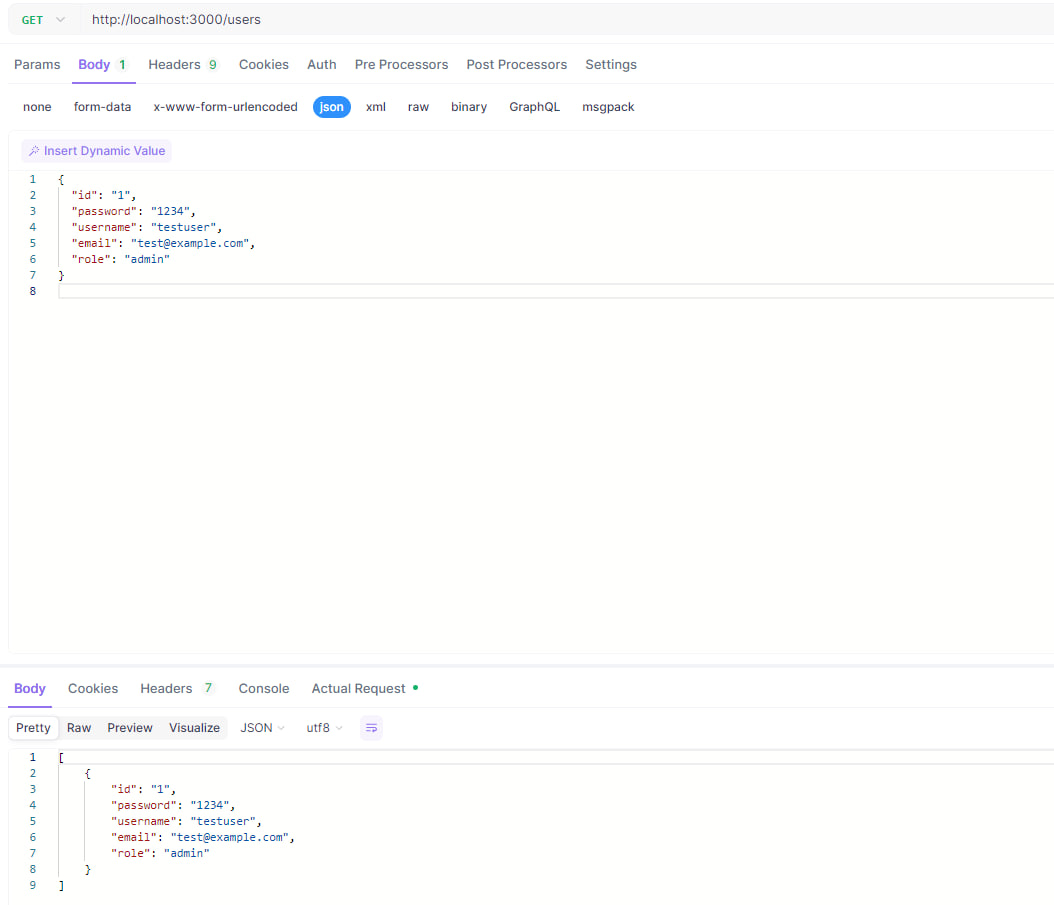 GET http://localhost:3000/users
Params Body 1 Headers 9 Cookies Auth Pre Processors Post Processors Settings
none form-data x-www-form-urlencoded json xml raw binary GraphQL msgpack
Insert Dynamic Value
1 {
2 "id": "1",
3 "password": "1234",
4 "username": "testuser",
5 "email": "test@example.com",
6 "role": "admin"
7 }
8
Body Cookies Headers 7 Console Actual Request
Pretty Raw Preview Visualize JSON utf8
1 [
2 {
3 "id": "1",
4 "password": "1234",
5 "username": "testuser",
6 "email": "test@example.com",
7 "role": "admin"
8 }
9 ]